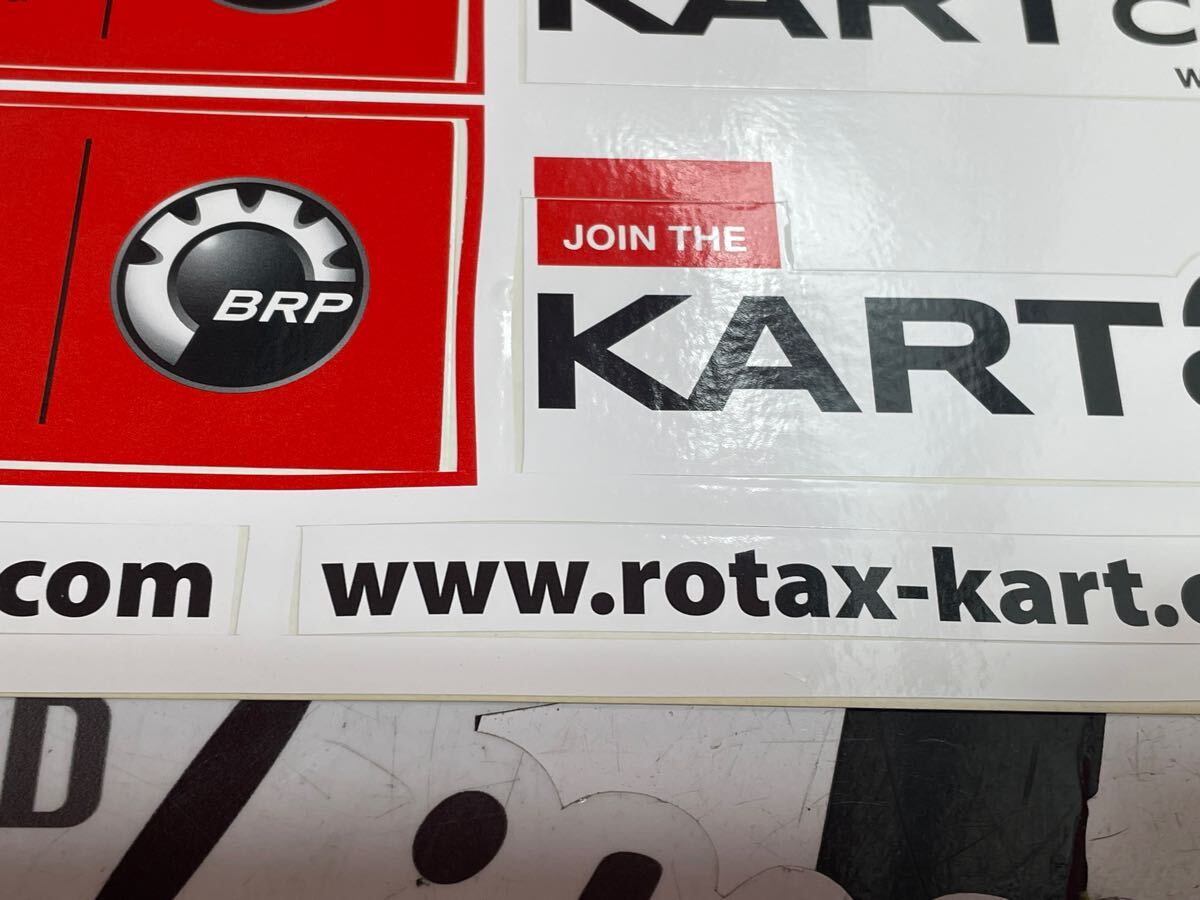 KART
BRP
JOIN THE
KART
.com
www.rotax-kart.
D